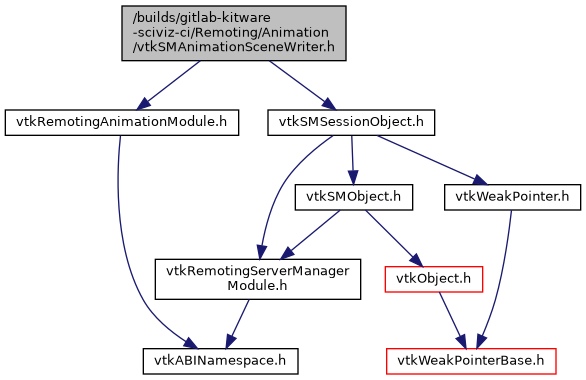 /builds/gitlab-kitware
-sciviz-ci/Remoting/Animation
/vtkSMAnimationSceneWriter.h
vtkRemotingAnimationModule.h
vtkSMSessionObject.h
vtkSMObject.h
vtkWeakPointer.h
vtkRemotingServerManager
Module.h
vtkObject.h
vtkABINamespace.h
vtkWeakPointerBase.h